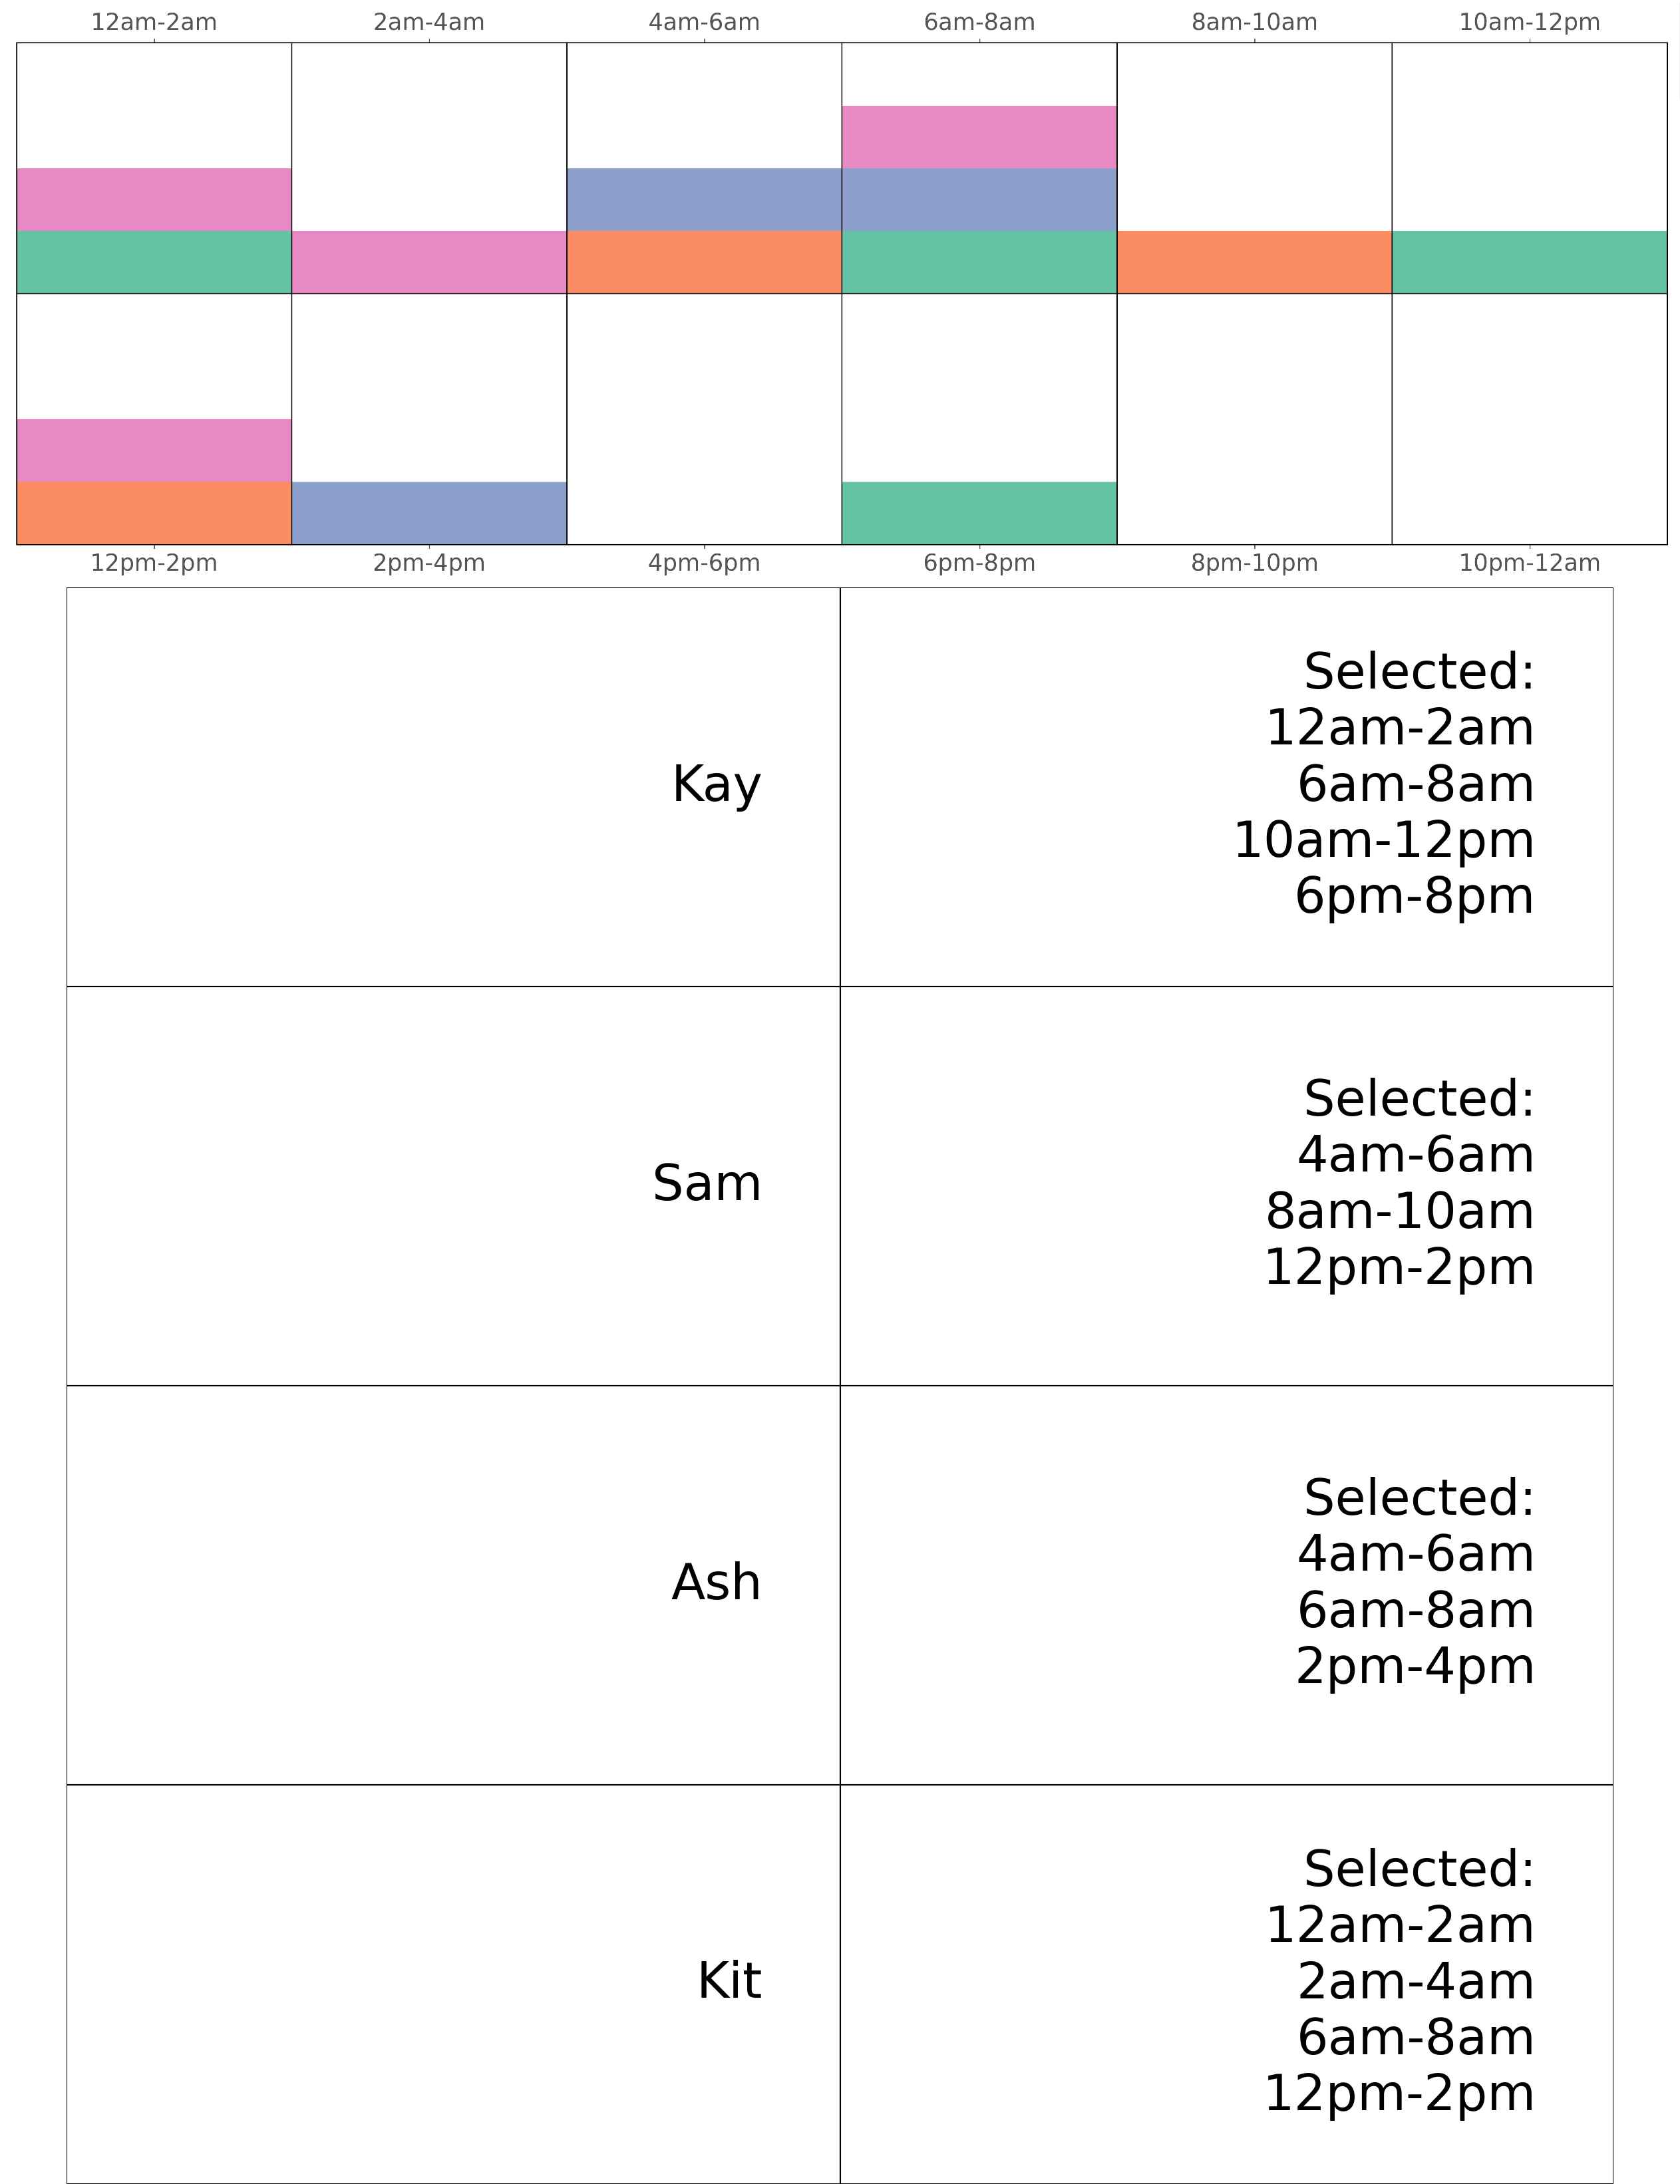 12am-2am 2am-4am 4am-6am 6am-8am 8am-10am 10am-12pm
12pm-2pm 2pm-4pm 4pm-6pm 6pm-8pm 8pm-10pm 10pm-12am
Kay
Selected:
12am-2am
6am-8am
10am-12pm
6pm-8pm
Sam
Selected:
4am-6am
8am-10am
12pm-2pm
Ash
Selected:
4am-6am
6am-8am
2pm-4pm
Kit
Selected:
12am-2am
2am-4am
6am-8am
12pm-2pm